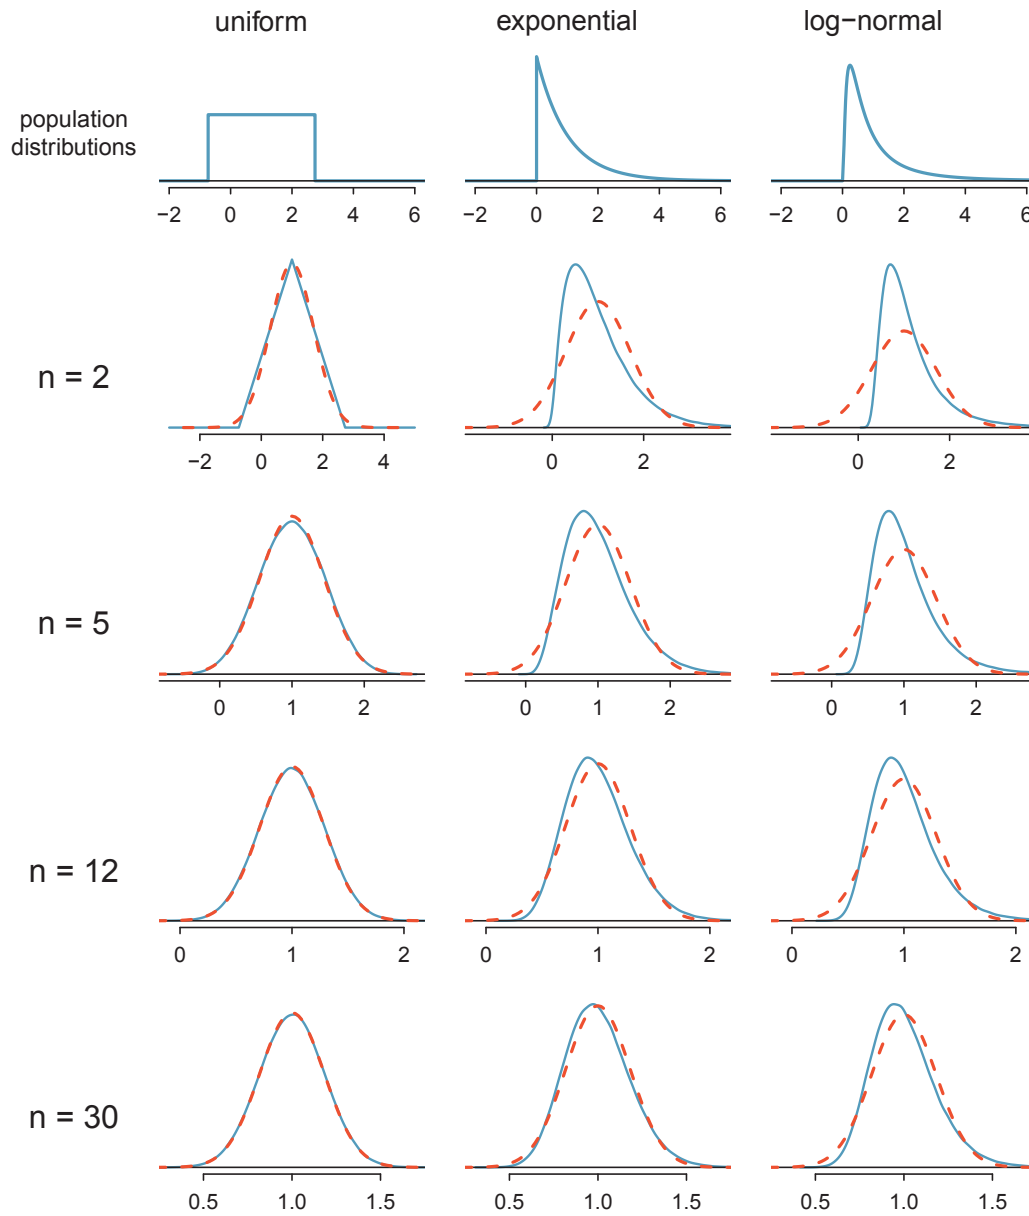 uniform exponential log−normal
population
distributions
−2 0 2 4 6 −2 0 2 4 6 −2 0 2 4 6
n = 2
−2 0 2 4 0 2 0 2
n = 5
0 1 2 0 1 2 0 1 2
n = 12
0 1 2 0 1 2 0 1 2
n = 30
0.5 1.0 1.5 0.5 1.0 1.5 0.5 1.0 1.5